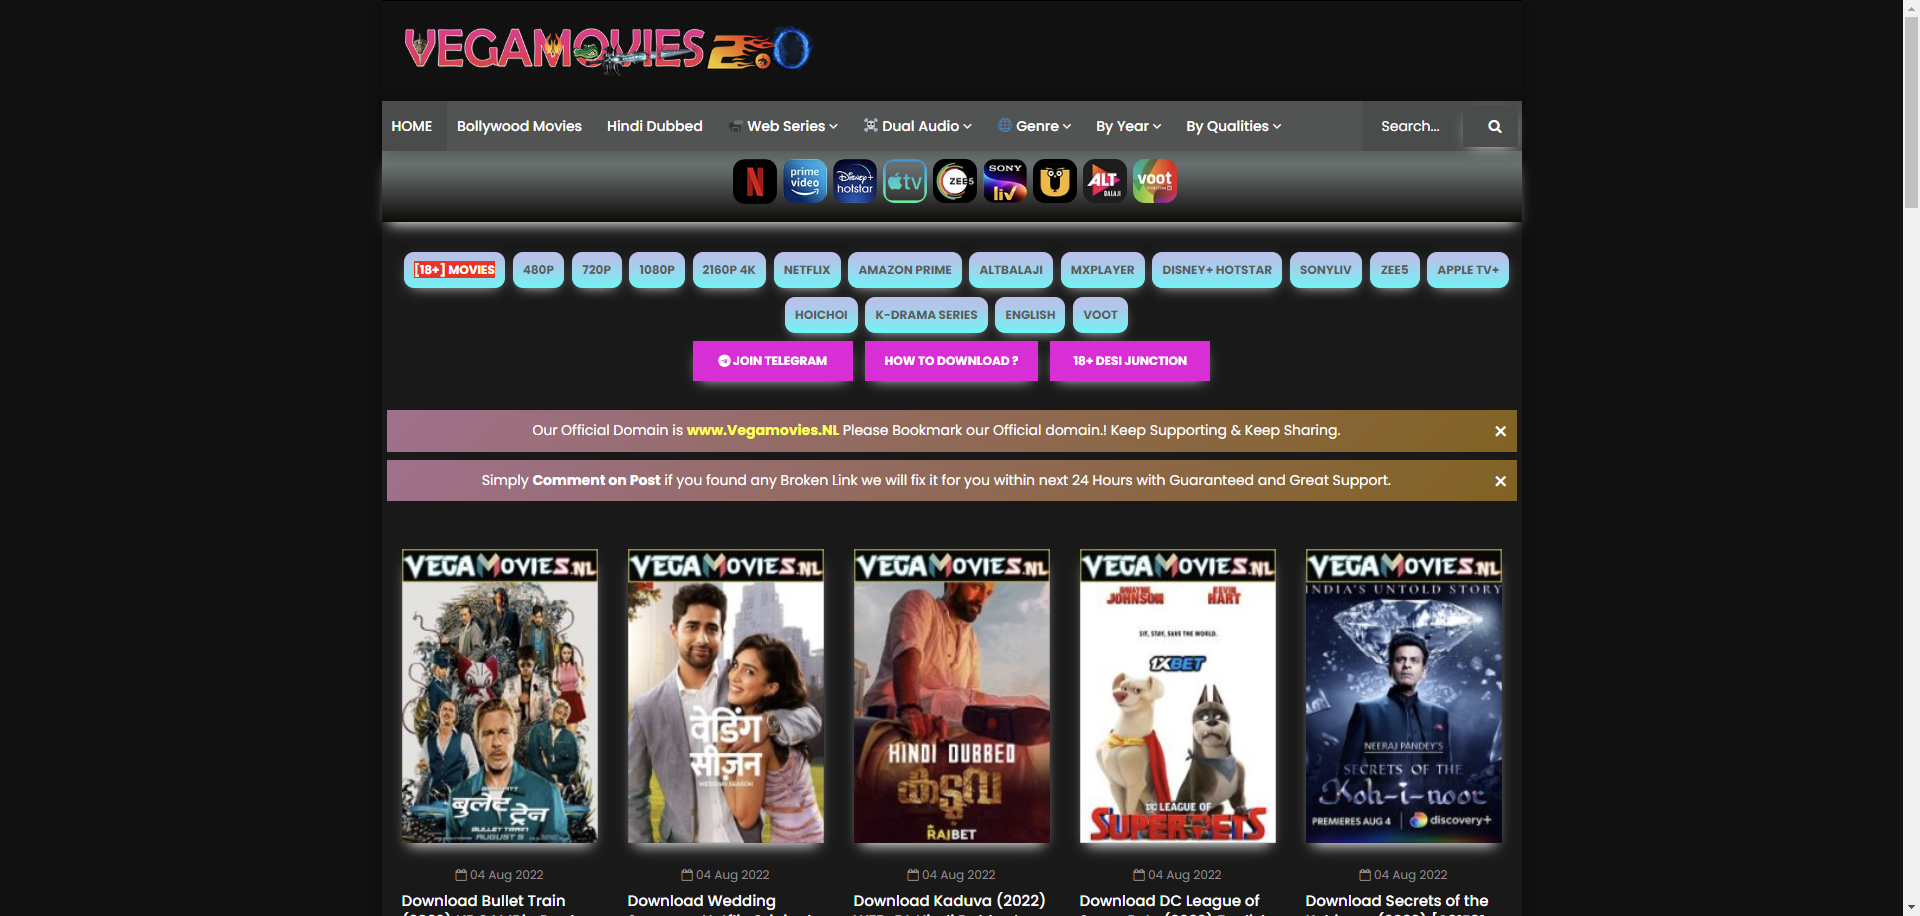 VEGAMOVIES 2.0
HOME Bollywood Movies Hindi Dubbed Web Series Dual Audio Genre By Year By Qualities Search...
N prime video Disney+ hotstar tv ZEE5 SONY liv ALT BALAJI voot
[18+] MOVIES 480P 720P 1080P 2160P 4K NETFLIX AMAZON PRIME ALTBALAJI MXPLAYER DISNEY+ HOTSTAR SONYLIV ZEE5 APPLE TV+
HOICHOI K-DRAMA SERIES ENGLISH VOOT
JOIN TELEGRAM HOW TO DOWNLOAD ? 18+ DESI JUNCTION
Our Official Domain is www.Vegamovies.NL Please Bookmark our Official domain.! Keep Supporting & Keep Sharing.
Simply Comment on Post if you found any Broken Link we will fix it for you within next 24 Hours with Guaranteed and Great Support.
VEGAMOVIES.NL
बुलेट ट्रेन
BULLET TRAIN
AUGUST 5
04 Aug 2022
Download Bullet Train
VEGAMOVIES.NL
वेडिंग
सीज़न
WEDDING SEASON
04 Aug 2022
Download Wedding
VEGAMOVIES.NL
HINDI DUBBED
കടുവ
RAJBET
04 Aug 2022
Download Kaduva (2022)
VEGAMOVIES.NL
DWAYNE JOHNSON KEVIN HART
SIT, STAY, SAVE THE WORLD.
1XBET
DC LEAGUE OF
SUPER-PETS
04 Aug 2022
Download DC League of
VEGAMOVIES.NL
INDIA'S UNTOLD STORY
NEERAJ PANDEY'S
SECRETS OF THE
Koh-i-noor
PREMIERES AUG 4 | discovery+
04 Aug 2022
Download Secrets of the